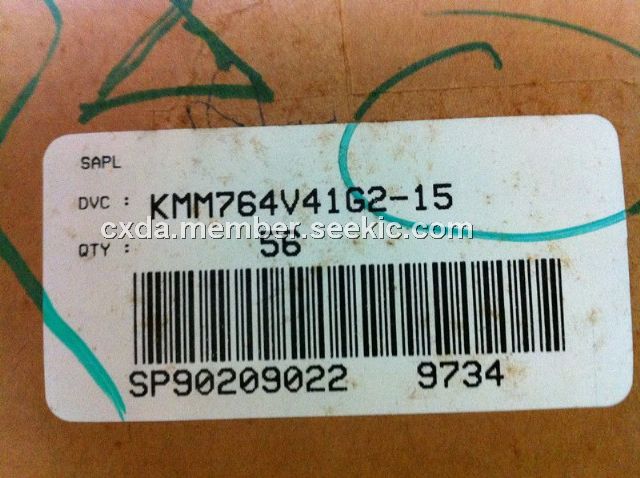 SAPL
DVC : KMM764V41G2-15
cxda.member.seekic.com
QTY : 56
SP90209022 9734